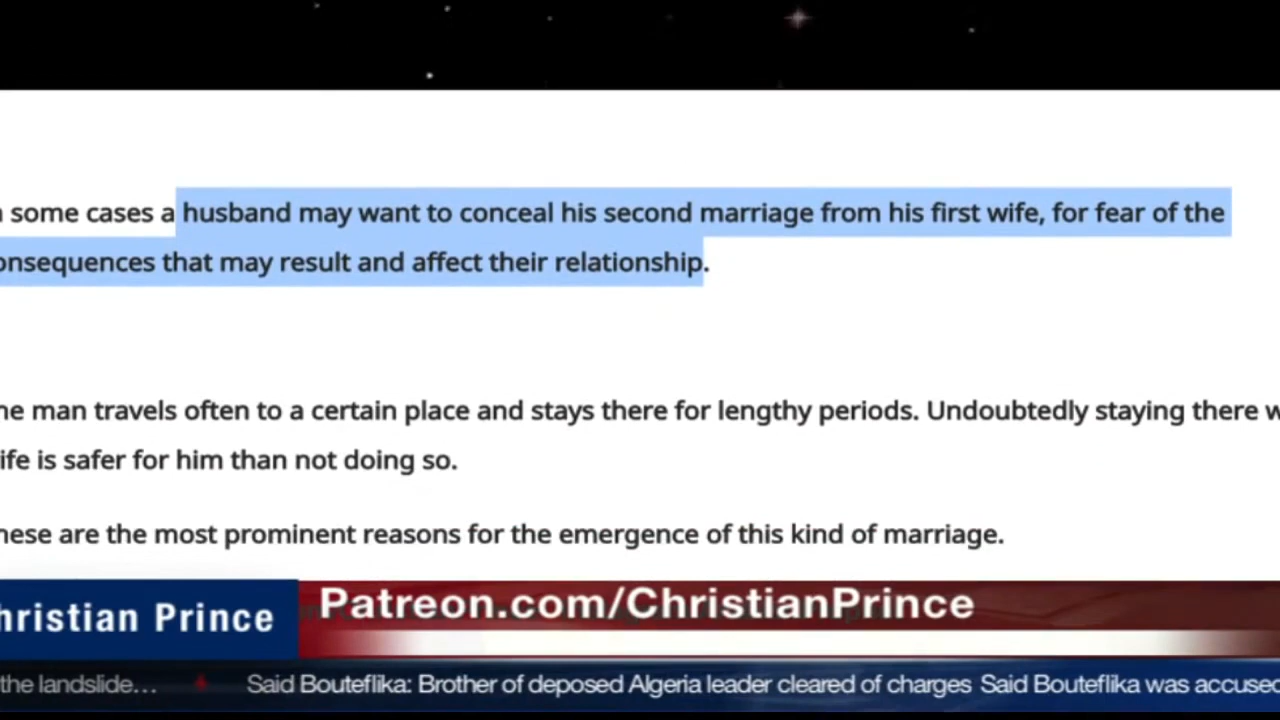 some cases a husband may want to conceal his second marriage from his first wife, for fear of the
onsequences that may result and affect their relationship.
he man travels often to a certain place and stays there for lengthy periods. Undoubtedly staying there w
ife is safer for him than not doing so.
hese are the most prominent reasons for the emergence of this kind of marriage.
hristian Prince
Patreon.com/ChristianPrince
the landslide... Said Bouteflika: Brother of deposed Algeria leader cleared of charges Said Bouteflika was accused